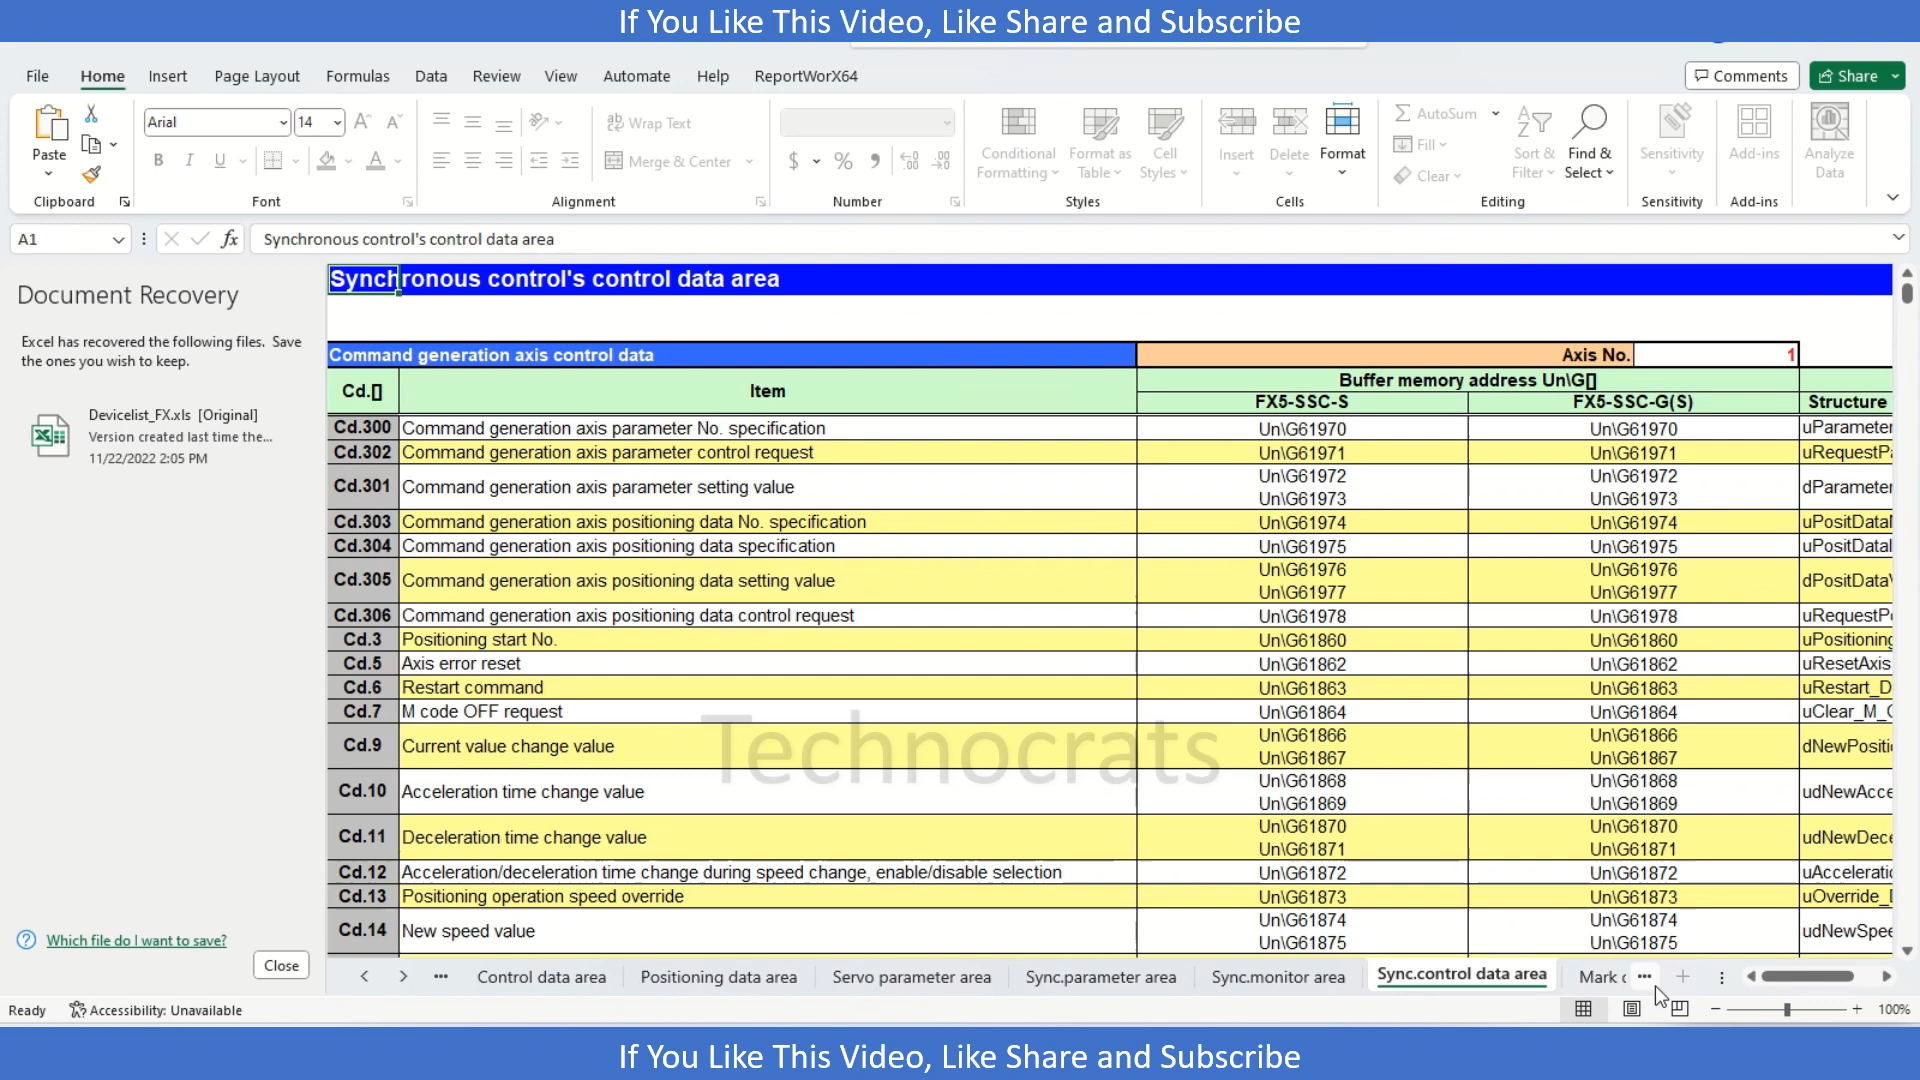 If You Like This Video, Like Share and Subscribe
File Home Insert Page Layout Formulas Data Review View Automate Help ReportWorX64 Comments Share
Paste
Clipboard
Arial 14
B I U
Font
Wrap Text
Merge & Center
Alignment
$ % 9
Number
Conditional Formatting
Format as Table
Cell Styles
Styles
Insert Delete Format
Cells
AutoSum
Fill
Clear
Sort & Filter
Find & Select
Editing
Sensitivity
Sensitivity
Add-ins
Add-ins
Analyze Data
A1 fx Synchronous control's control data area
Document Recovery
Excel has recovered the following files. Save
the ones you wish to keep.
Devicelist_FX.xls [Original]
Version created last time the...
11/22/2022 2:05 PM
Which file do I want to save?
Close
Synchronous control's control data area
Command generation axis control data Axis No. 1
Cd.[] Item Buffer memory address Un\G[]
FX5-SSC-S FX5-SSC-G(S) Structure
Cd.300 Command generation axis parameter No. specification Un\G61970 Un\G61970 uParameter
Cd.302 Command generation axis parameter control request Un\G61971 Un\G61971 uRequestPa
Cd.301 Command generation axis parameter setting value Un\G61972 Un\G61972 dParameter
Un\G61973 Un\G61973
Cd.303 Command generation axis positioning data No. specification Un\G61974 Un\G61974 uPositData
Cd.304 Command generation axis positioning data specification Un\G61975 Un\G61975 uPositData
Cd.305 Command generation axis positioning data setting value Un\G61976 Un\G61976 dPositData
Un\G61977 Un\G61977
Cd.306 Command generation axis positioning data control request Un\G61978 Un\G61978 uRequestP
Cd.3 Positioning start No. Un\G61860 Un\G61860 uPositioning
Cd.5 Axis error reset Un\G61862 Un\G61862 uResetAxis
Cd.6 Restart command Un\G61863 Un\G61863 uRestart_D
Cd.7 M code OFF request Un\G61864 Un\G61864 uClear_M_C
Cd.9 Current value change value Un\G61866 Un\G61866 dNewPositi
Un\G61867 Un\G61867
Cd.10 Acceleration time change value Un\G61868 Un\G61868 udNewAcce
Un\G61869 Un\G61869
Cd.11 Deceleration time change value Un\G61870 Un\G61870 udNewDece
Un\G61871 Un\G61871
Cd.12 Acceleration/deceleration time change during speed change, enable/disable selection Un\G61872 Un\G61872 uAcceleratio
Cd.13 Positioning operation speed override Un\G61873 Un\G61873 uOverride_
Cd.14 New speed value Un\G61874 Un\G61874 udNewSpee
Un\G61875 Un\G61875
Technocrats
Control data area Positioning data area Servo parameter area Sync.parameter area Sync.monitor area Sync.control data area Mark
Ready Accessibility: Unavailable 100%
If You Like This Video, Like Share and Subscribe